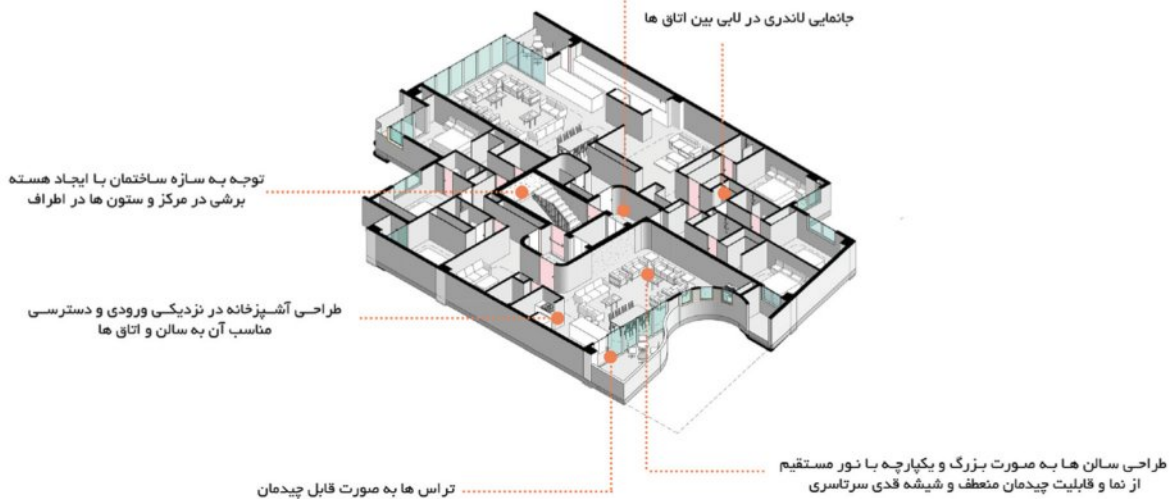 جانمایی لاندری در لابی بین اتاق ها
توجه به سازه ساختمان با ایجاد هسته
برشی در مرکز و ستون ها در اطراف
طراحی آشپزخانه در نزدیکی ورودی و دسترسی
مناسب آن به سالن و اتاق ها
طراحی سالن ها به صورت بزرگ و یکپارچه با نور مستقیم
از نما و قابلیت چیدمان منعطف و شیشه قدی سرتاسری
تراس ها به صورت قابل چیدمان